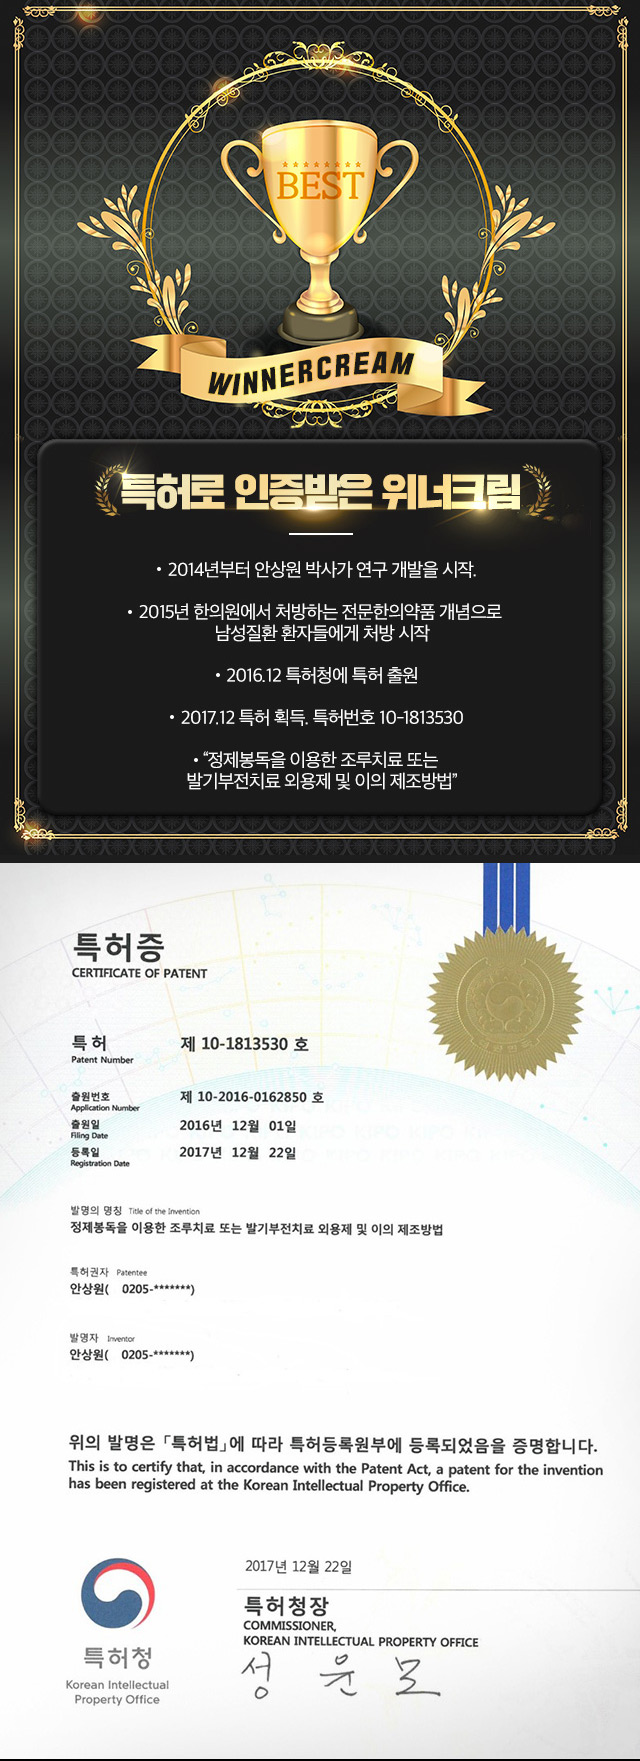 BEST
WINNERCREAM
특허로 인증받은 위너크림
• 2014년부터 안상원 박사가 연구 개발을 시작.
• 2015년 한의원에서 처방하는 전문한의약품 개념으로
남성질환 환자들에게 처방 시작
• 2016.12 특허청에 특허 출원
• 2017.12 특허 획득. 특허번호 10-1813530
• “정제봉독을 이용한 조루치료 또는
발기부전치료 외용제 및 이의 제조방법”
특허증
CERTIFICATE OF PATENT
특 허 제 10-1813530 호
Patent Number
출원번호 제 10-2016-0162850 호
Application Number
출원일 2016년 12월 01일
Filing Date
등록일 2017년 12월 22일
Registration Date
발명의 명칭 Title of the Invention
정제봉독을 이용한 조루치료 또는 발기부전치료 외용제 및 이의 제조방법
특허권자 Patentee
안상원( 0205-*******)
발명자 Inventor
안상원( 0205-*******)
위의 발명은 「특허법」에 따라 특허등록원부에 등록되었음을 증명합니다.
This is to certify that, in accordance with the Patent Act, a patent for the invention
has been registered at the Korean Intellectual Property Office.
2017년 12월 22일
특허청장
COMMISSIONER,
KOREAN INTELLECTUAL PROPERTY OFFICE
성 윤 모
특허청
Korean Intellectual
Property Office